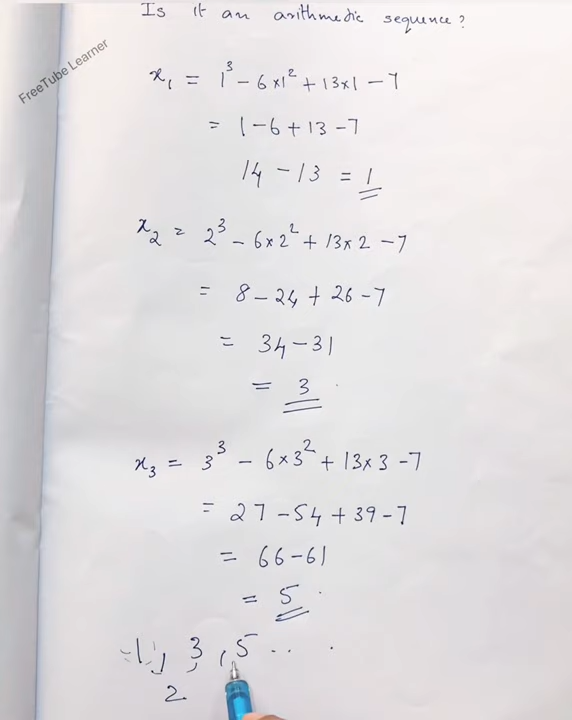 Is it an arithmedic sequence?
FreeTube Learner
x₁ = 1³ - 6×1² + 13×1 - 7
= 1 - 6 + 13 - 7
14 - 13 = 1
x₂ = 2³ - 6×2² + 13×2 - 7
= 8 - 24 + 26 - 7
= 34 - 31
= 3
x₃ = 3³ - 6×3² + 13×3 - 7
= 27 - 54 + 39 - 7
= 66 - 61
= 5
1, 3, 5 ...
2